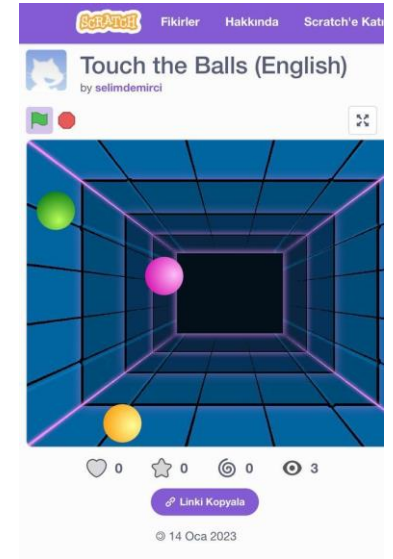 SCRATCH Fikirler Hakkında Scratch'e
Touch the Balls (English)
by selimdemirci
0 0 0 3
Linki Kopyala
© 14 Oca 2023